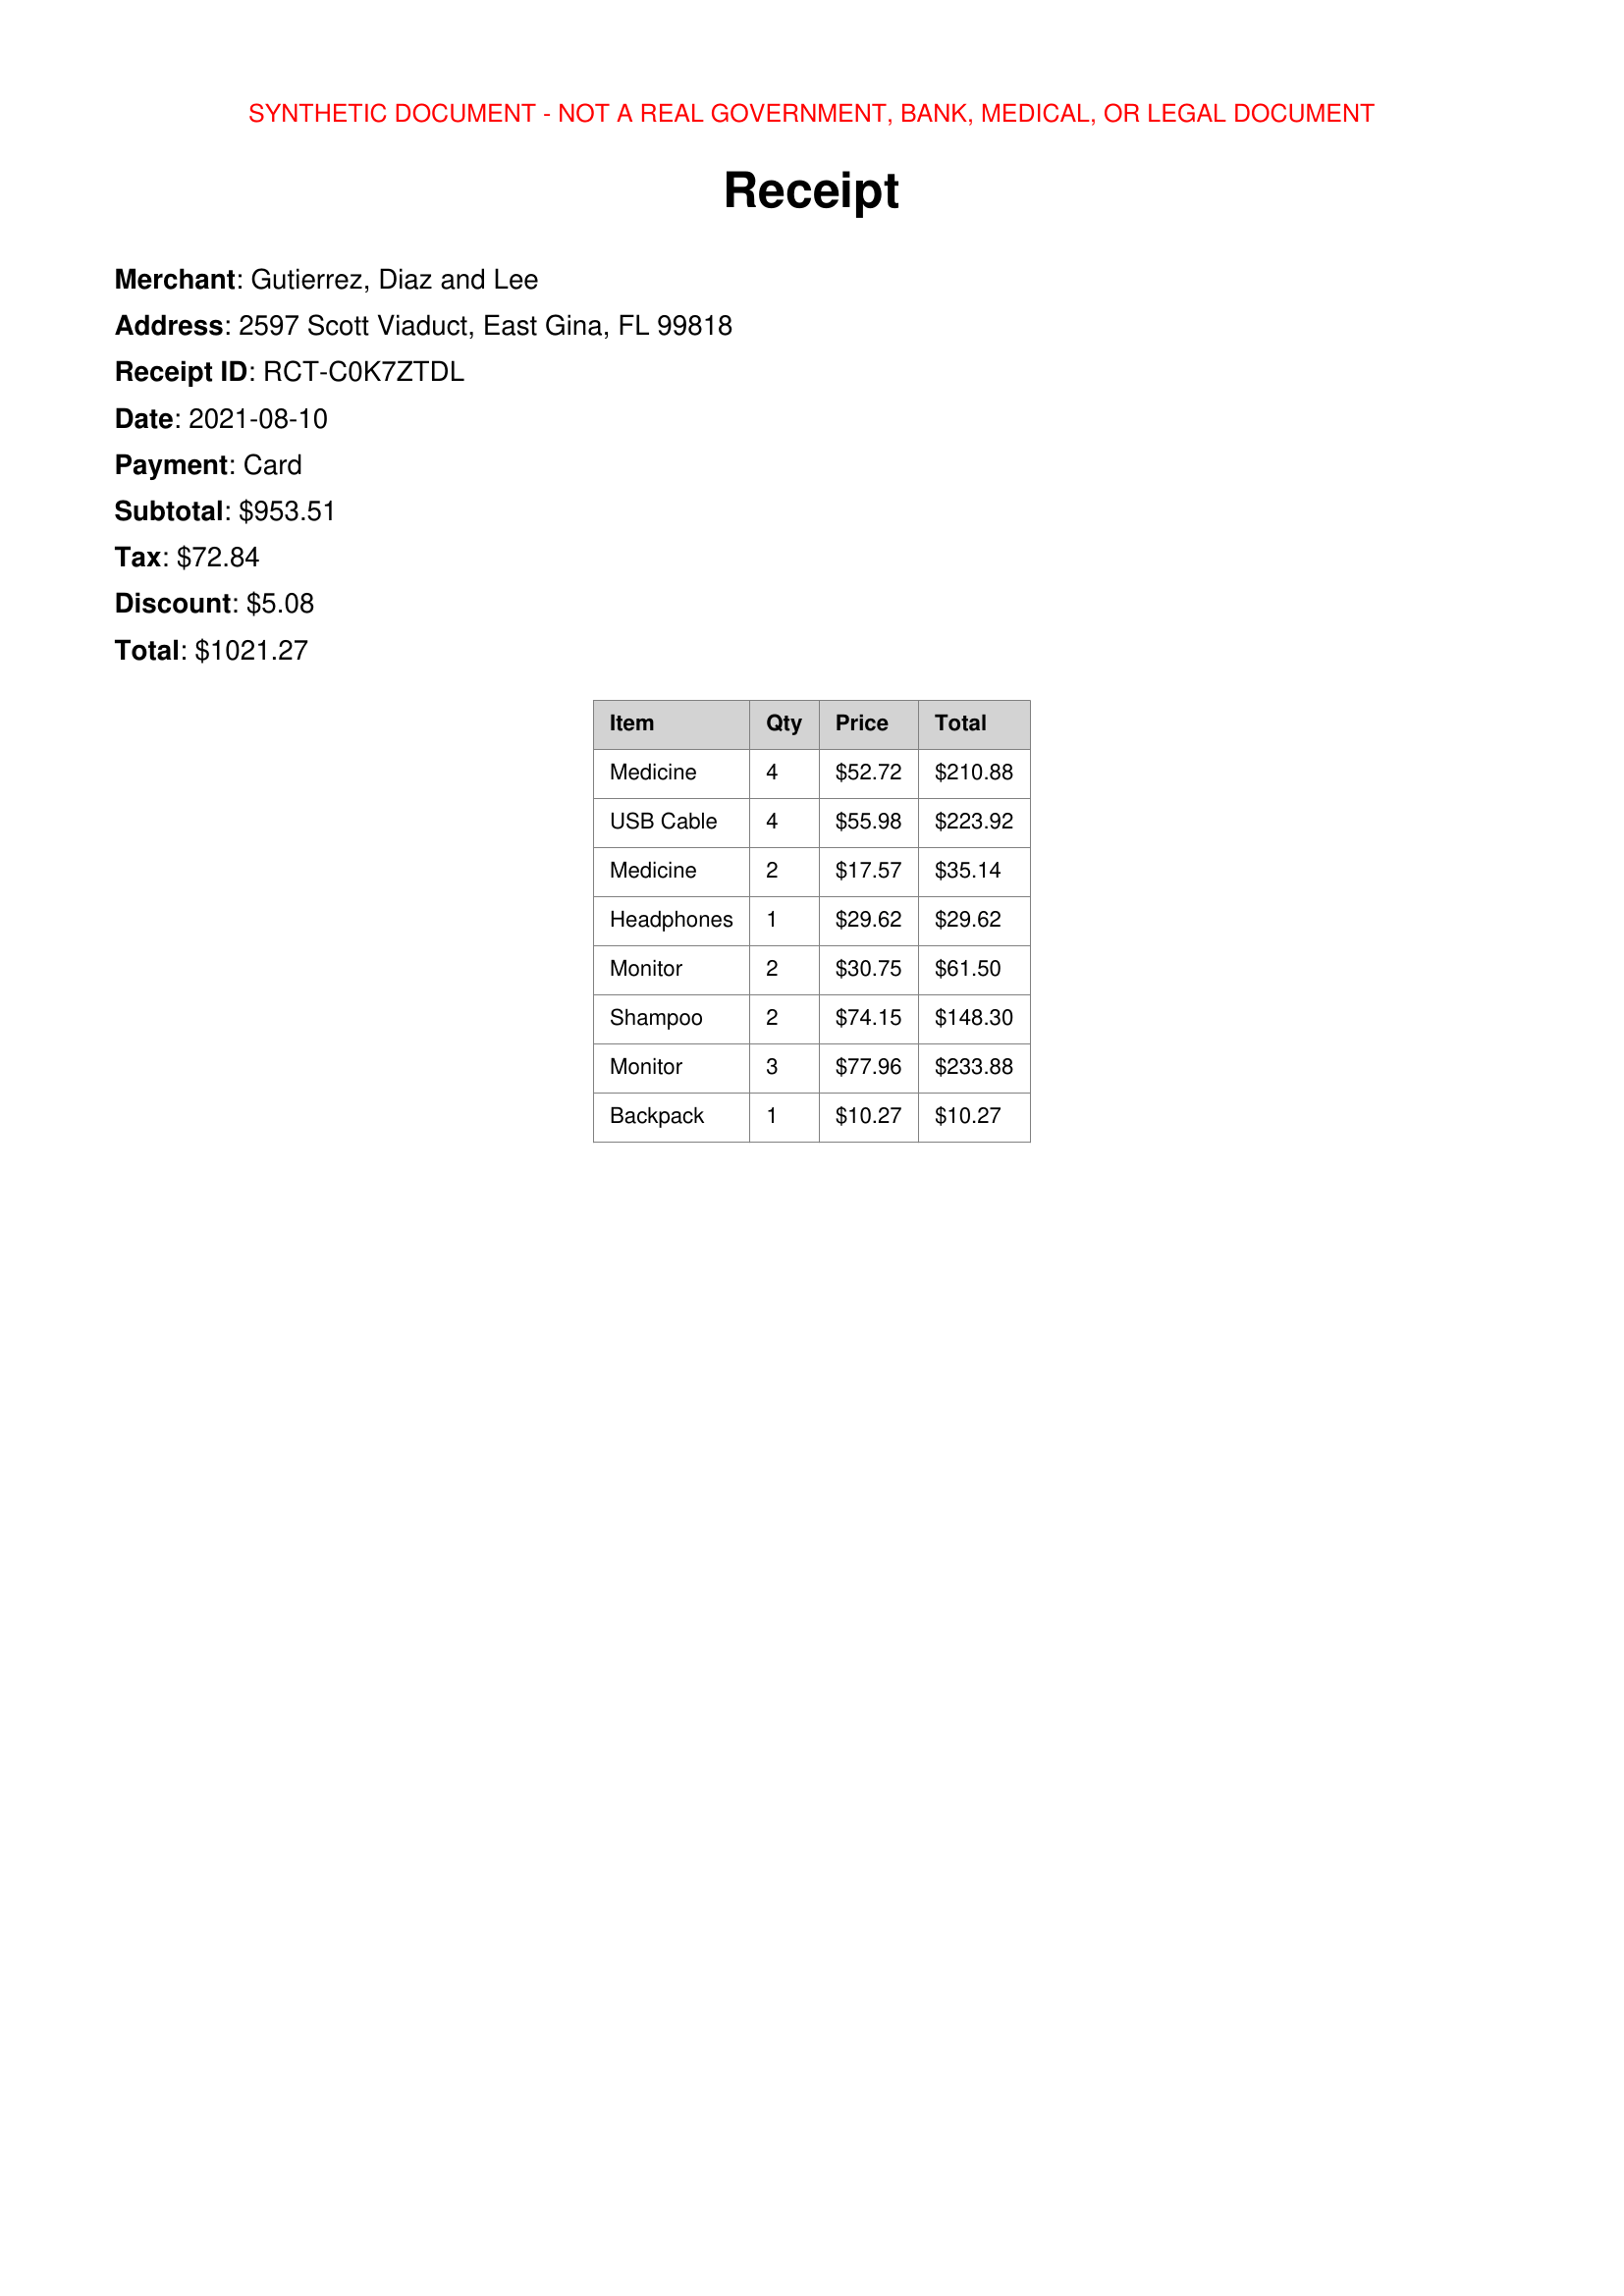 SYNTHETIC DOCUMENT - NOT A REAL GOVERNMENT, BANK, MEDICAL, OR LEGAL DOCUMENT
Receipt
Merchant: Gutierrez, Diaz and Lee
Address: 2597 Scott Viaduct, East Gina, FL 99818
Receipt ID: RCT-C0K7ZTDL
Date: 2021-08-10
Payment: Card
Subtotal: $953.51
Tax: $72.84
Discount: $5.08
Total: $1021.27
Item Qty Price Total
Medicine 4 $52.72 $210.88
USB Cable 4 $55.98 $223.92
Medicine 2 $17.57 $35.14
Headphones 1 $29.62 $29.62
Monitor 2 $30.75 $61.50
Shampoo 2 $74.15 $148.30
Monitor 3 $77.96 $233.88
Backpack 1 $10.27 $10.27